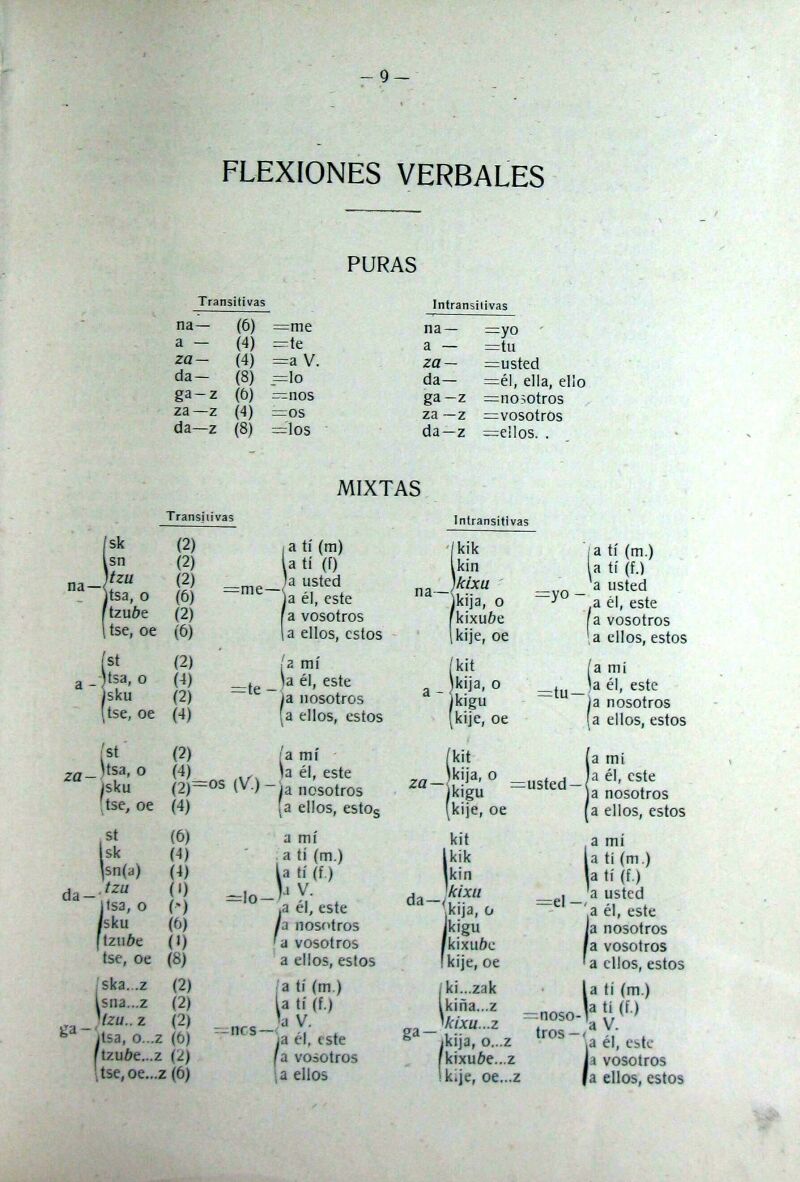 — 9 —
FLEXIONES VERBALES
PURAS
Transitivas
na— (6) =me
a — (4) =te
za— (4) =a V.
da— (8) =lo
ga—z (6) =nos
za—z (4) =os
da—z (8) =los
Intransitivas
na— =yo
a — =tu
za— =usted
da— =él, ella, ello
ga—z =nosotros
za—z =vosotros
da—z =ellos.
MIXTAS
Transitivas
na— =me—
sk (2) a tí (m)
sn (2) a tí (f)
tzu (2) a usted
tsa, o (6) a él, este
tzube (2) a vosotros
tse, oe (6) a ellos, estos
a — =te —
st (2) a mí
tsa, o (4) a él, este
sku (2) a nosotros
tse, oe (4) a ellos, estos
za— =os (V.) —
st (2) a mí
tsa, o (4) a él, este
sku (2) a nosotros
tse, oe (4) a ellos, estos
da— =lo—
st (6) a mí
sk (4) a tí (m.)
sn(a) (4) a tí (f.)
tzu a V.
tsa, o a él, este
sku (6) a nosotros
tzube a vosotros
tse, oe (8) a ellos, estos
ga— =nos—
ska...z (2) a tí (m.)
sna...z (2) a tí (f.)
tzu..z (2) a V.
tsa, o...z (6) a él, este
tzube...z (2) a vosotros
tse, oe...z (6) a ellos
Intransitivas
na— =yo —
kik a tí (m.)
kin a tí (f.)
kixu a usted
kija, o a él, este
kixube a vosotros
kije, oe a ellos, estos
a — =tu—
kit a mi
kija, o a él, este
kigu a nosotros
kije, oe a ellos, estos
za— =usted—
kit a mi
kija, o a él, este
kigu a nosotros
kije, oe a ellos, estos
da— =el —
kit a mí
kik a tí (m.)
kin a tí (f.)
kixu a usted
kija, o a él, este
kigu a nosotros
kixube a vosotros
kije, oe a ellos, estos
ga— =noso-
tros —
ki...zak a tí (m.)
kiña...z a tí (f.)
kixu...z a V.
kija, o...z a él, este
kixube...z a vosotros
kije, oe...z a ellos, estos